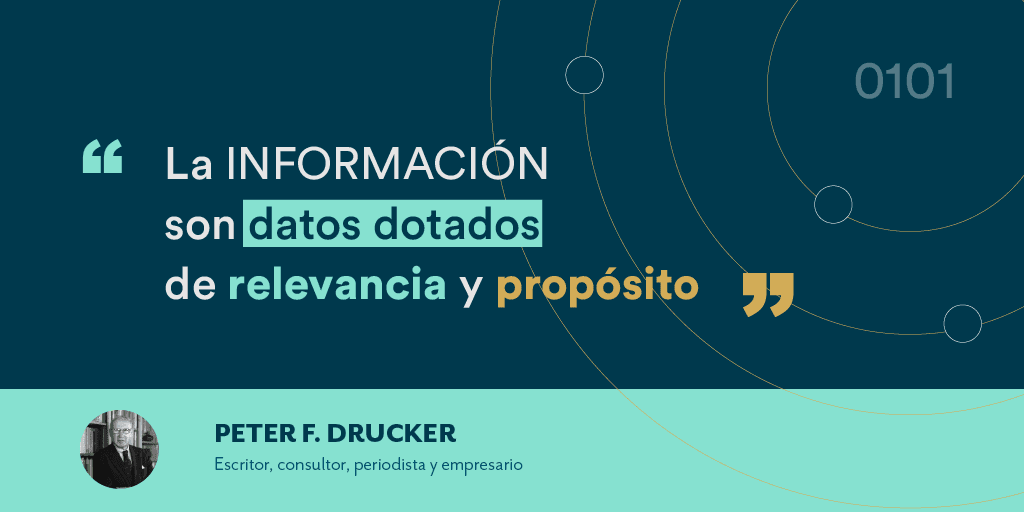 0101
“ La INFORMACIÓN
son datos dotados
de relevancia y propósito ”
PETER F. DRUCKER
Escritor, consultor, periodista y empresario